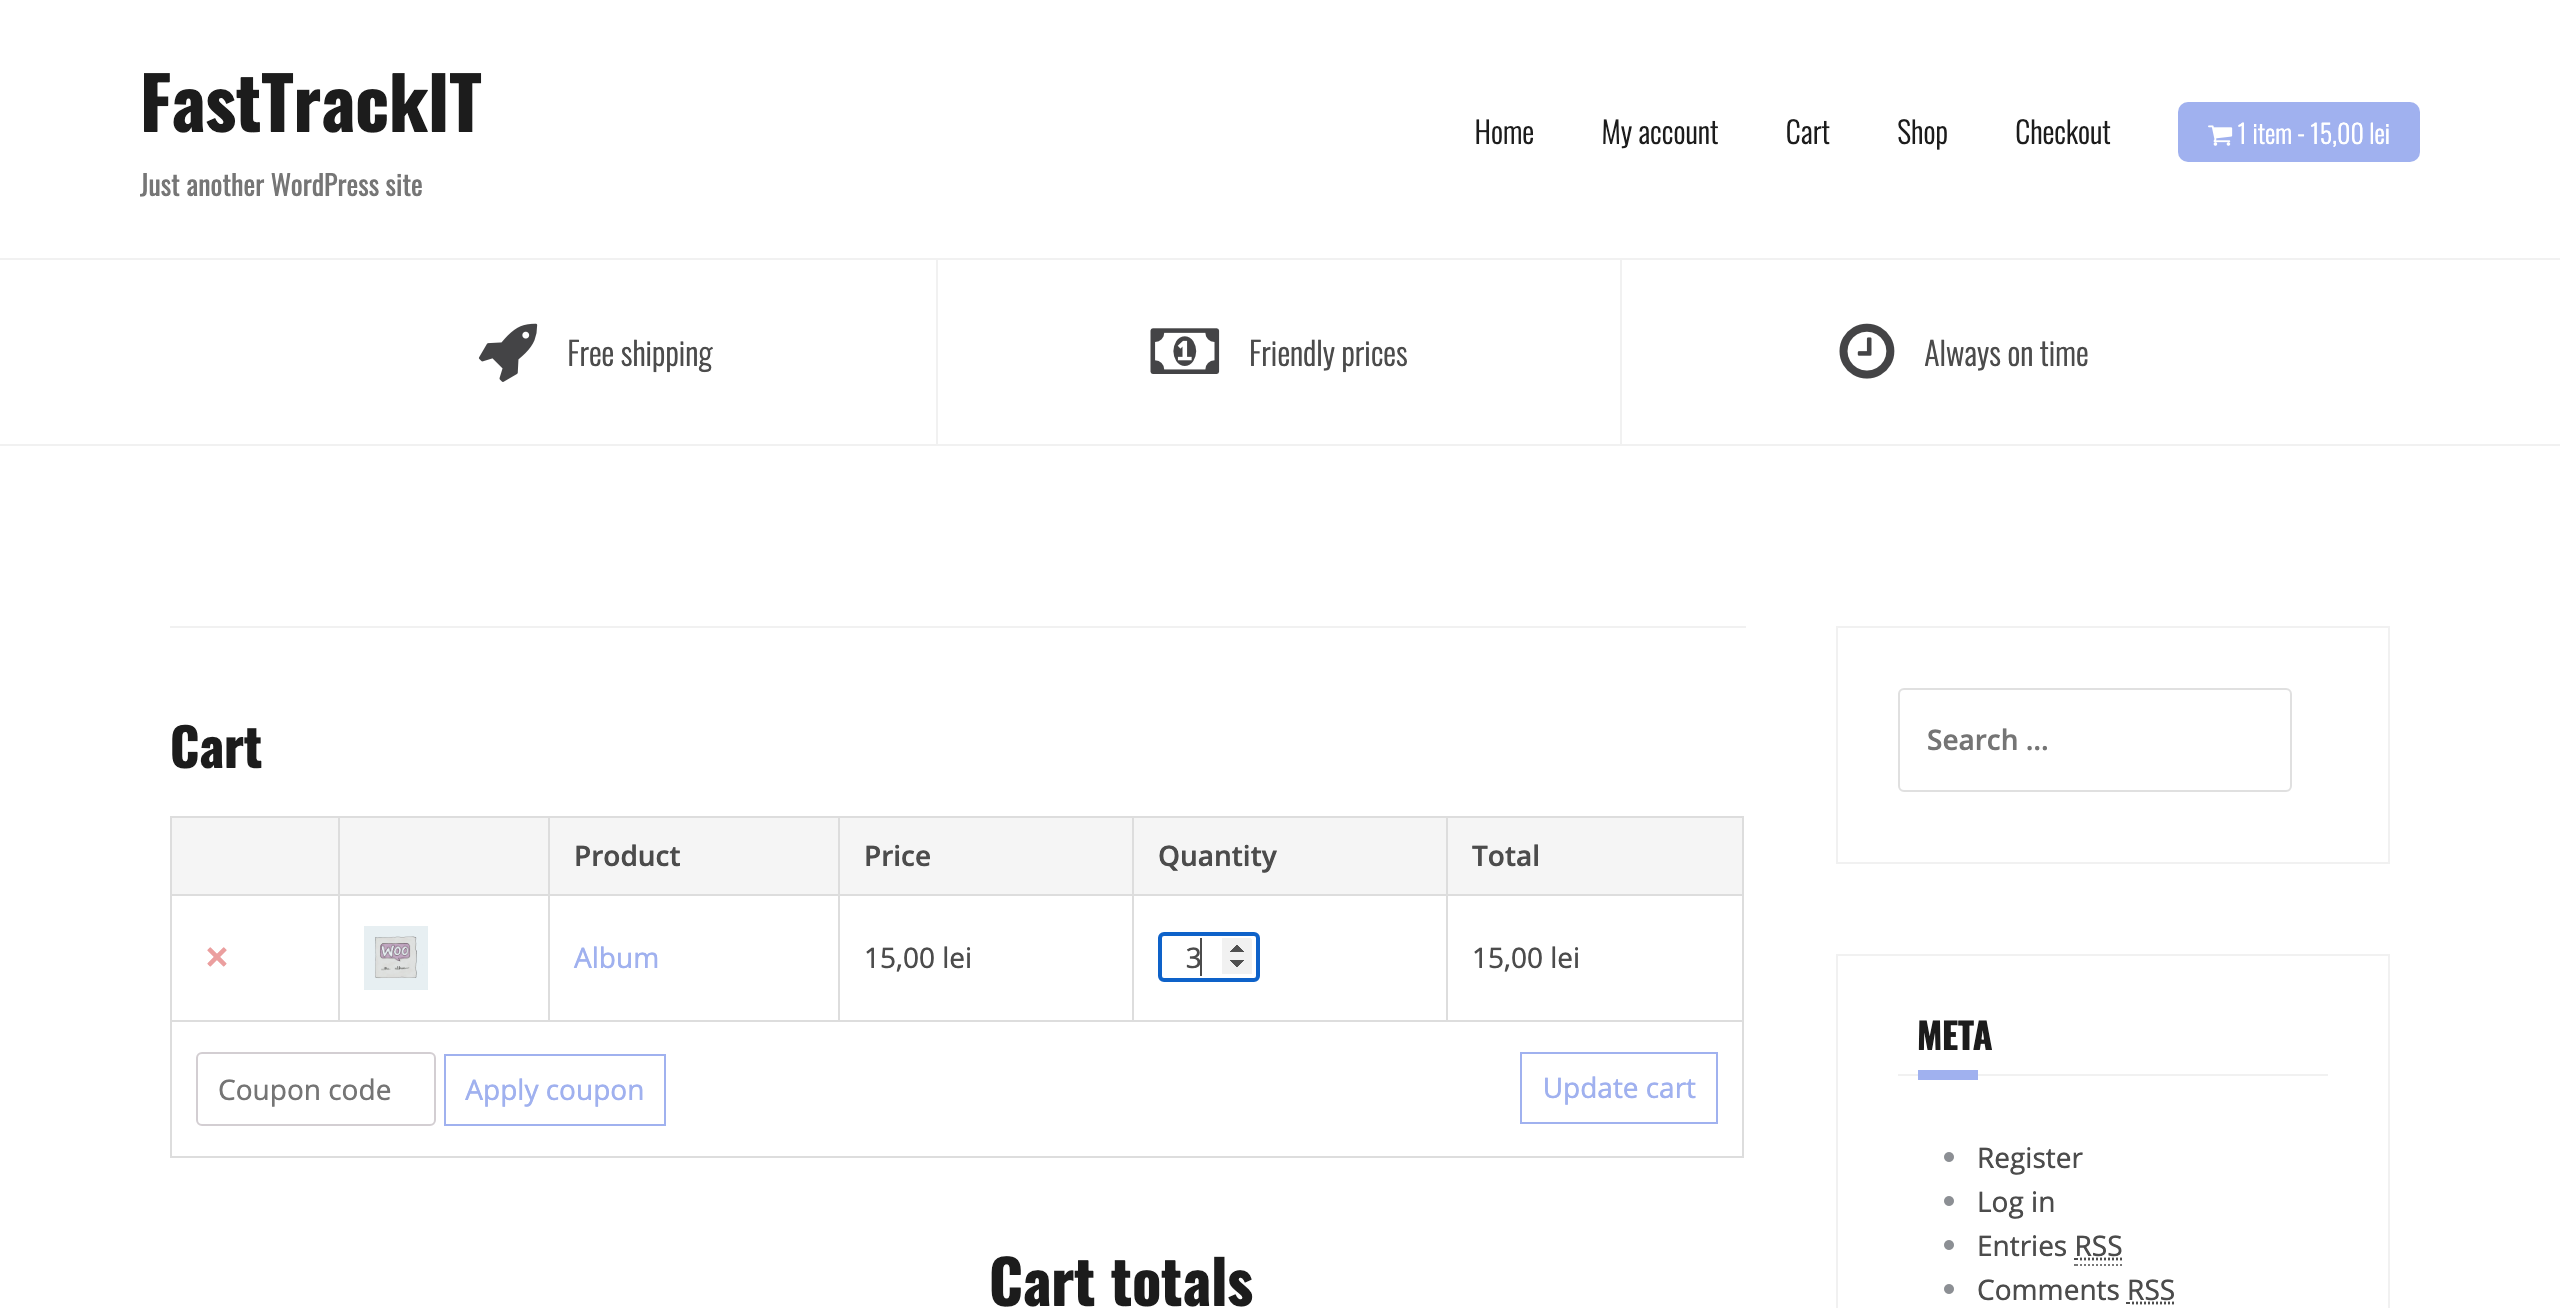 FastTrackIT
Just another WordPress site
Home My account Cart Shop Checkout 1 item - 15,00 lei
Free shipping Friendly prices Always on time
Search ...
Cart
Product Price Quantity Total
WOO
Album 15,00 lei 3 15,00 lei
Coupon code Apply coupon Update cart
META
Register
Log in
Entries RSS
Comments RSS
Cart totals